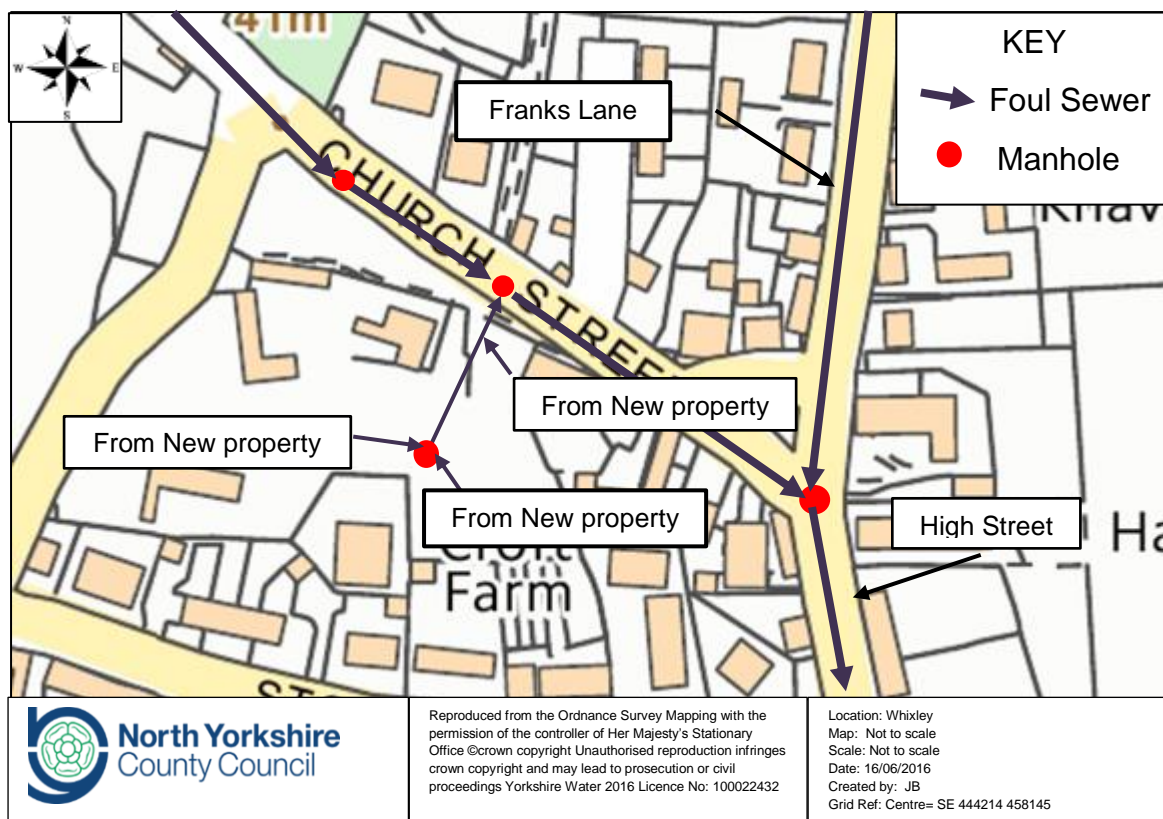 41m
N
W
E
S
KEY
Foul Sewer
Manhole
Franks Lane
CHURCH STREE
From New property
From New property
From New property
High Street
Croft
Farm
Ha
North Yorkshire
County Council
Reproduced from the Ordnance Survey Mapping with the
permission of the controller of Her Majesty's Stationary
Office ©crown copyright Unauthorised reproduction infringes
crown copyright and may lead to prosecution or civil
proceedings Yorkshire Water 2016 Licence No: 100022432
Location: Whixley
Map: Not to scale
Scale: Not to scale
Date: 16/06/2016
Created by: JB
Grid Ref: Centre= SE 444214 458145